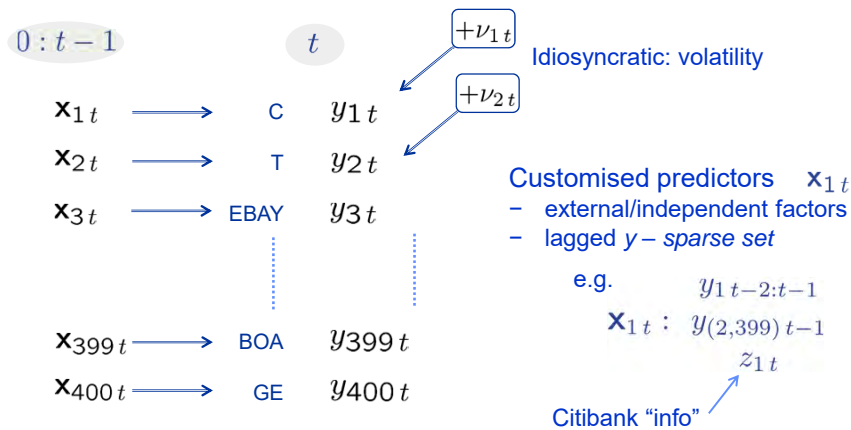 0 : t − 1
t
+ν1 t
Idiosyncratic: volatility
x1 t C y1 t
+ν2 t
x2 t T y2 t
x3 t EBAY y3 t
Customised predictors x1 t
− external/independent factors
− lagged y – sparse set
e.g.
y1 t−2:t−1
x1 t : y(2,399) t−1
z1 t
x399 t BOA y399 t
x400 t GE y400 t
Citibank “info”